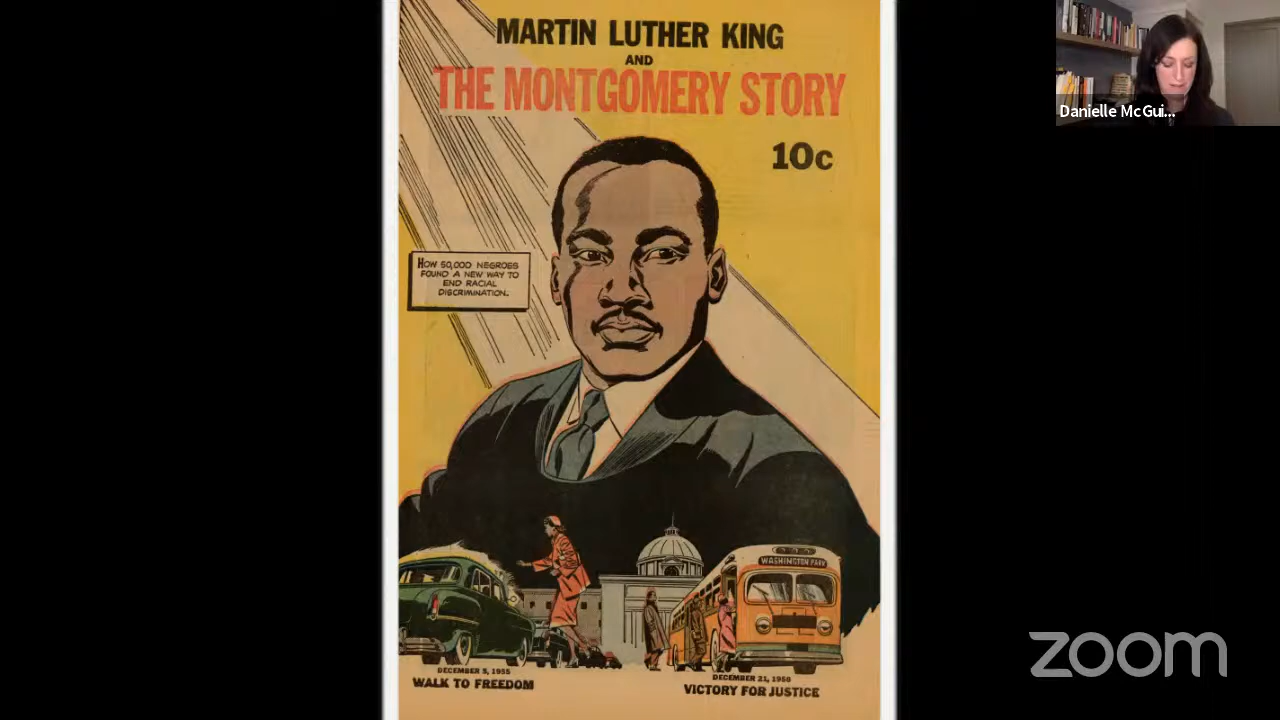 MARTIN LUTHER KING
AND
THE MONTGOMERY STORY
10c
HOW 50,000 NEGROES
FOUND A NEW WAY TO
END RACIAL
DISCRIMINATION.
WASHINGTON PARK
DECEMBER 5, 1955
WALK TO FREEDOM
DECEMBER 21, 1956
VICTORY FOR JUSTICE
Danielle McGui...
zoom